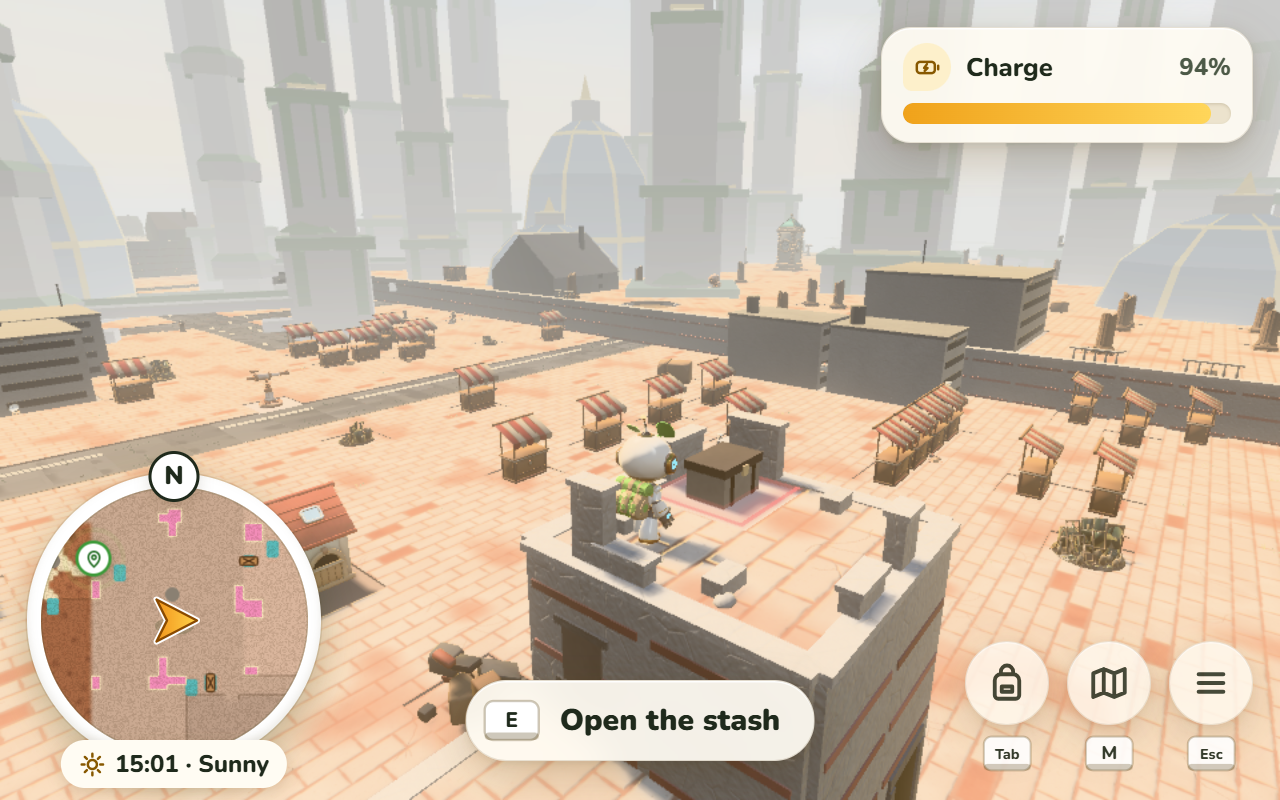 Charge 94%
N
E Open the stash
15:01 · Sunny
Tab M Esc